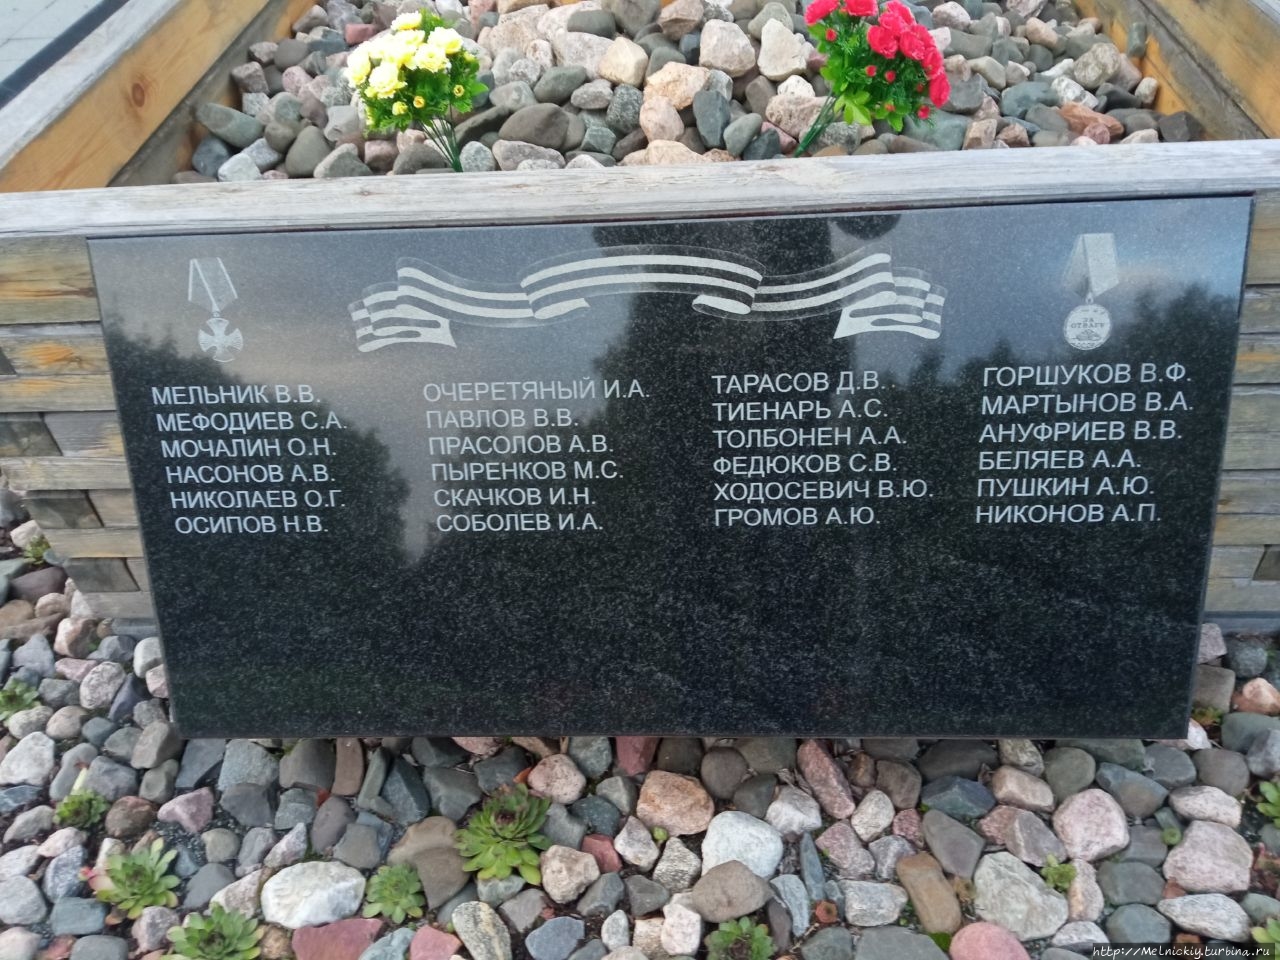 ЗА
ОТВАГУ
МЕЛЬНИК В.В.
МЕФОДИЕВ С.А.
МОЧАЛИН О.Н.
НАСОНОВ А.В.
НИКОЛАЕВ О.Г.
ОСИПОВ Н.В.
ОЧЕРЕТЯНЫЙ И.А.
ПАВЛОВ В.В.
ПРАСОЛОВ А.В.
ПЫРЕНКОВ М.С.
СКАЧКОВ И.Н.
СОБОЛЕВ И.А.
ТАРАСОВ Д.В.
ТИЕНАРЬ А.С.
ТОЛБОНЕН А.А.
ФЕДЮКОВ С.В.
ХОДОСЕВИЧ В.Ю.
ГРОМОВ А.Ю.
ГОРШУКОВ В.Ф.
МАРТЫНОВ В.А.
АНУФРИЕВ В.В.
БЕЛЯЕВ А.А.
ПУШКИН А.Ю.
НИКОНОВ А.П.
http://Melnickiy.turbina.ru